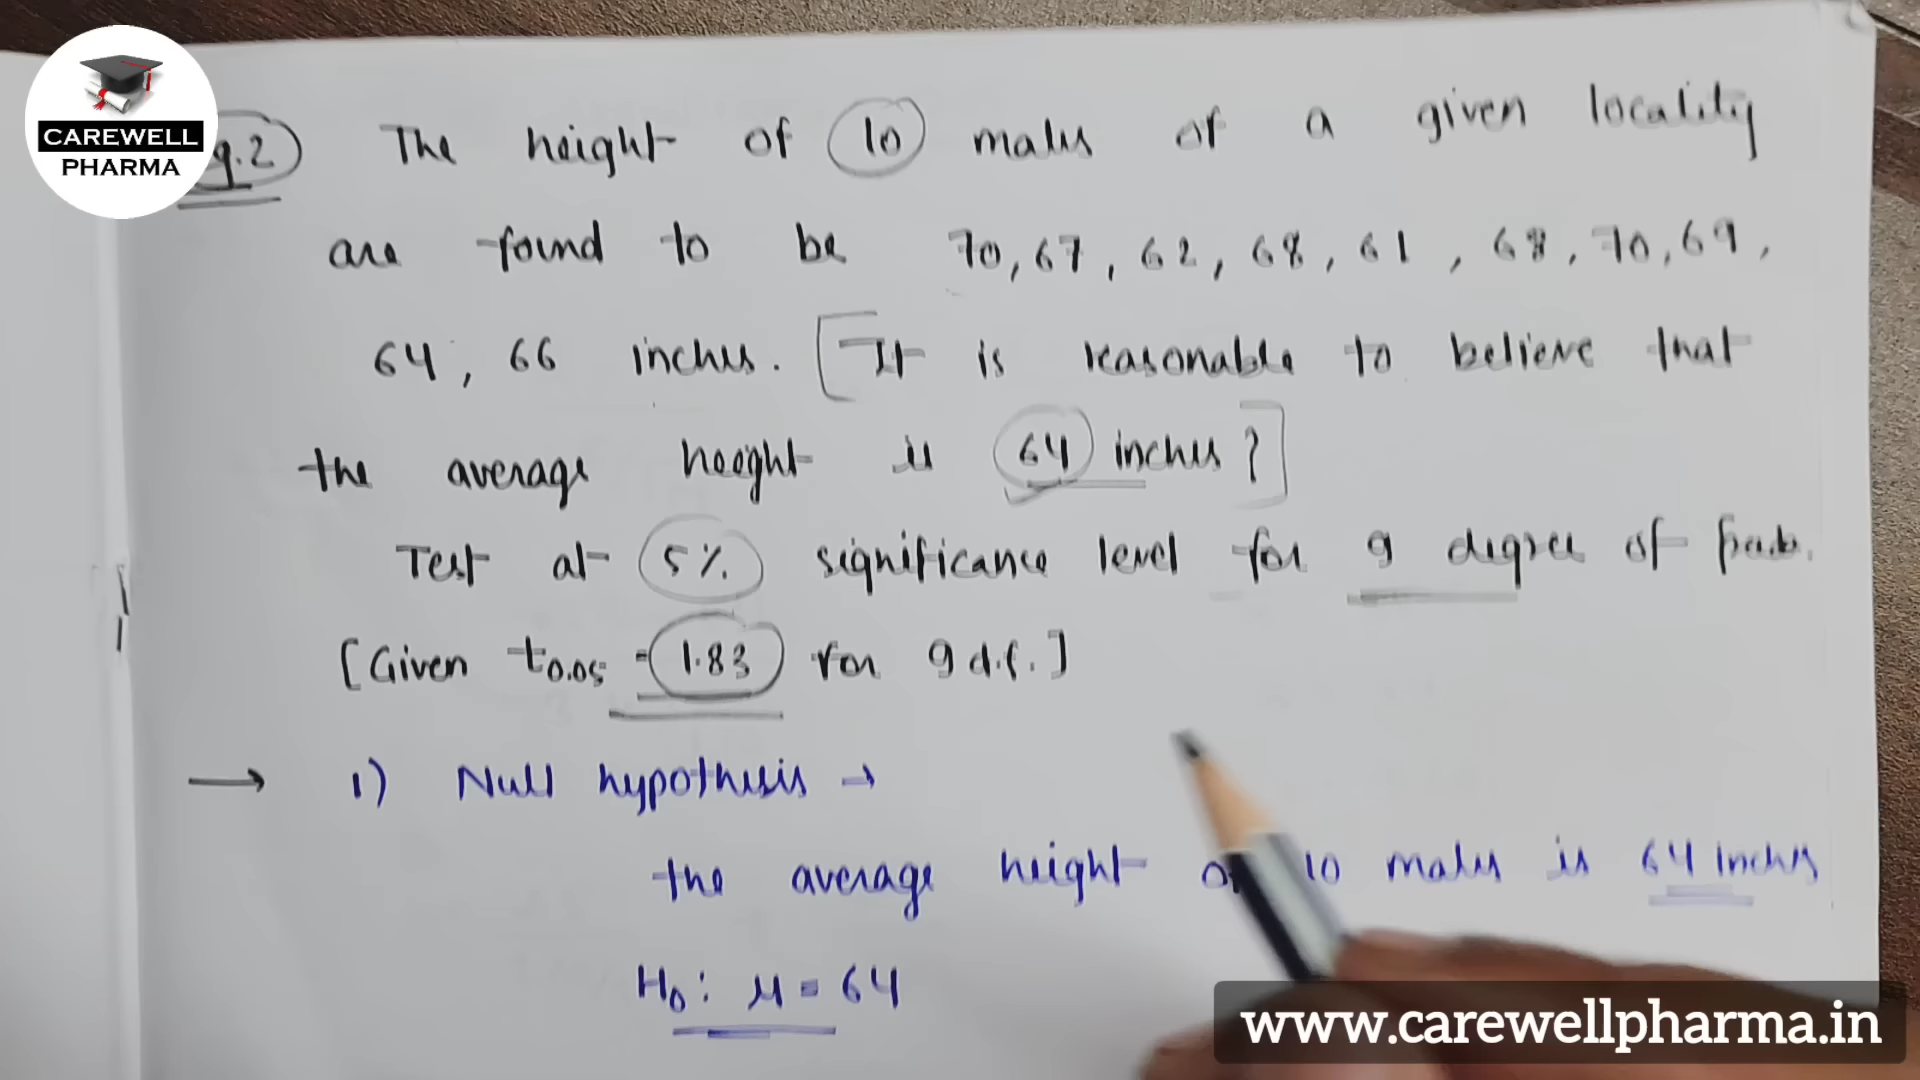 CAREWELL
PHARMA
q.2 The height of 10 males of a given locality
are found to be 70, 67, 62, 68, 61, 68, 70, 69,
64, 66 inches. [It is reasonable to believe that
the average height is 64 inches?]
Test at 5% significance level for 9 degree of
[Given t0.05 = 1.83 for 9 d.f.]
→ 1) Null hypothesis →
the average height of 10 males is 64 inches
H0: μ = 64
www.carewellpharma.in